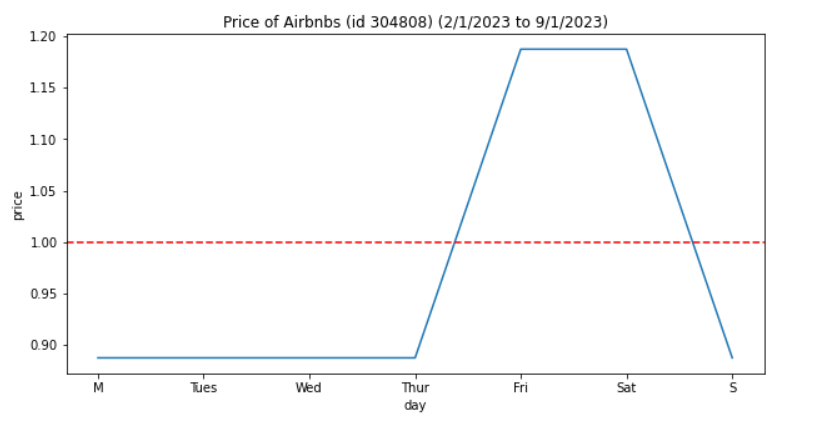 Price of Airbnbs (id 304808) (2/1/2023 to 9/1/2023)
1.20
1.15
1.10
1.05
1.00
0.95
0.90
price
M Tues Wed Thur Fri Sat S
day